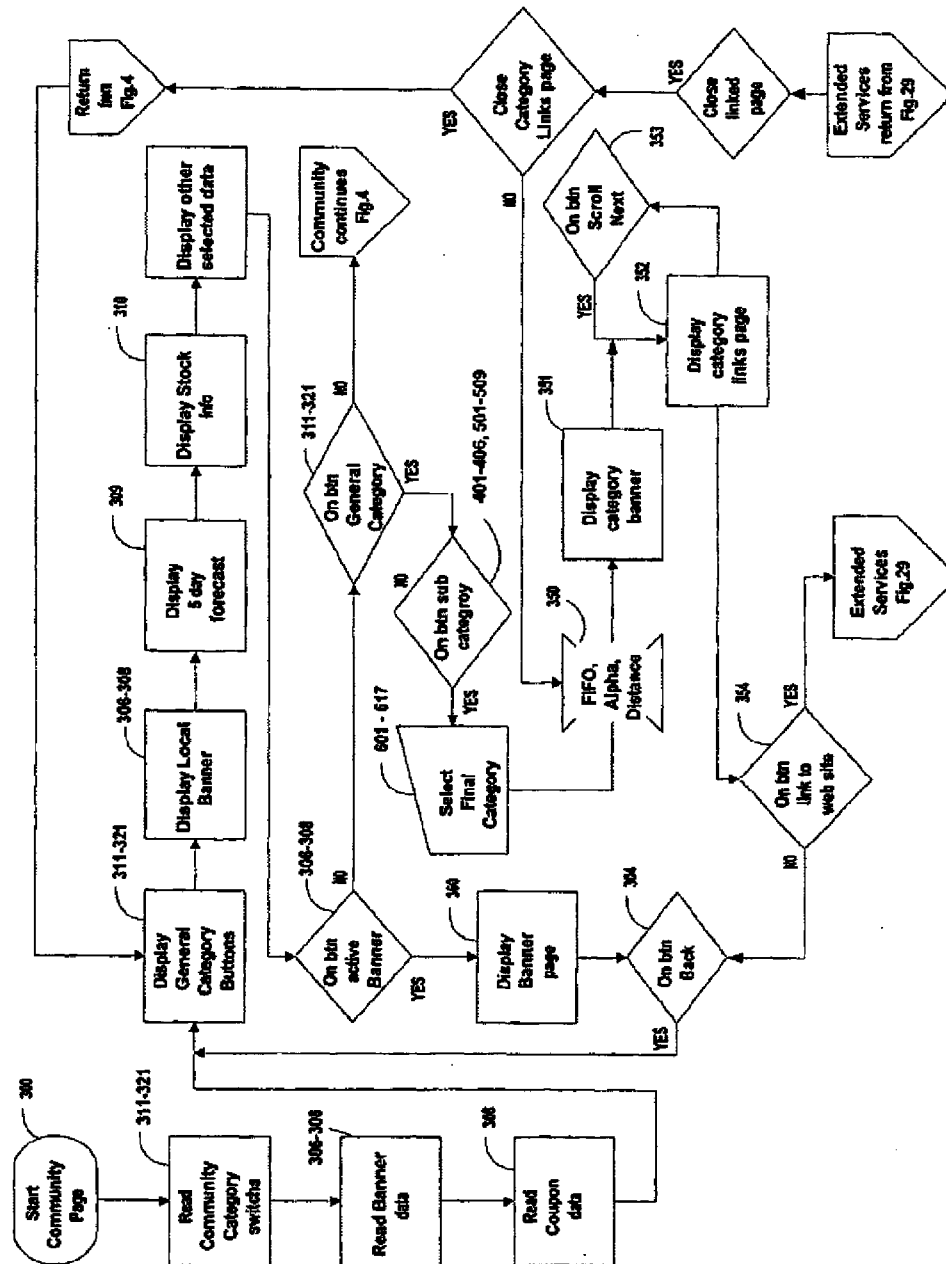 300
Start
Community
Page
311-321
Read
Community
Category
switchs
306-308
Read Banner
data
308
Read
Coupon
data
311-321
Display
General
Category
Buttons
306-308
Display Local
Banner
309
Display
5 day
forecast
310
Display Stock
Info
Display other
selected data
Return
btn
Fig.4
306-308
On btn
active
Banner
NO
YES
311-321
On btn
General
Category
NO
YES
Community
continues
Fig.4
401-406, 501-509
On btn sub
categroy
NO
YES
601 - 617
Select
Final
Category
350
FIFO,
Alpha,
Distance
351
Display
category
banner
352
Display
category
links page
353
On btn
Scroll
Next
YES
360
Display
Banner
page
304
On btn
Back
YES
354
On btn
link to
web site
NO
YES
Extended
Services
Fig.29
Close
Category
Links page
YES
NO
Close
linked
page
YES
Extended
Services
return from
Fig.29